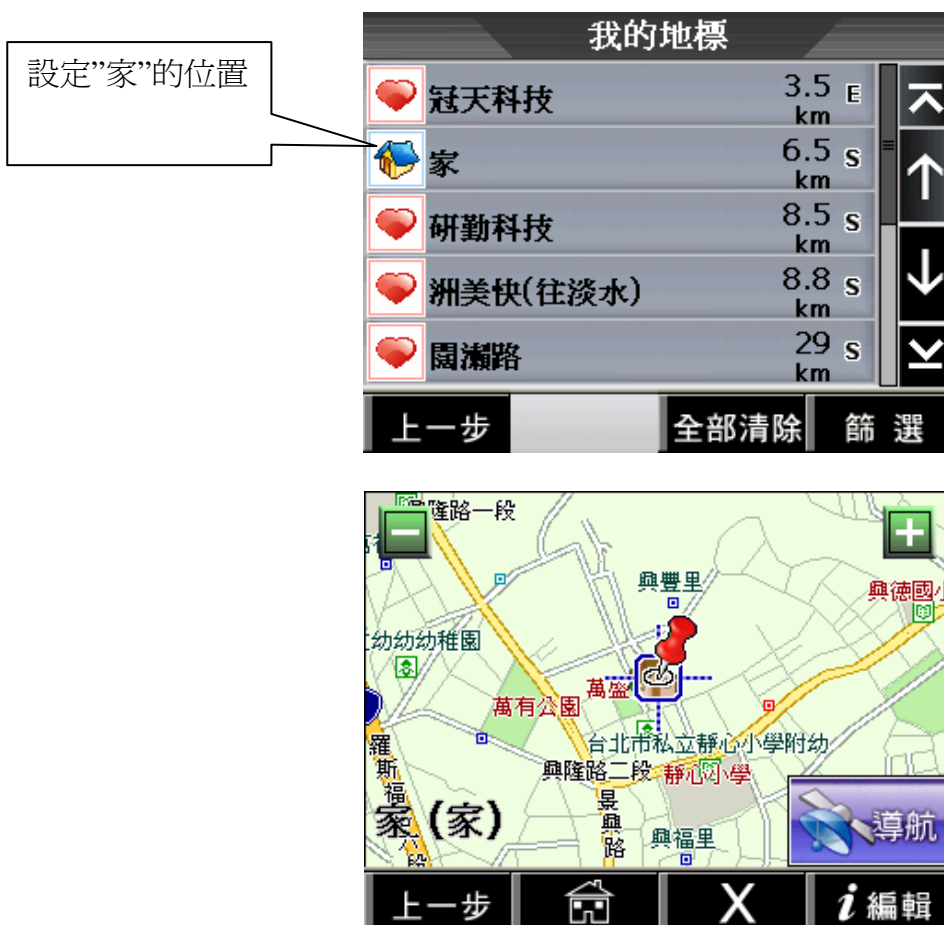 我的地標
設定”家”的位置
冠天科技 3.5 km E
家 6.5 km S
研勤科技 8.5 km S
洲美快(往淡水) 8.8 km S
闊瀨路 29 km S
上一步 全部清除 篩選
隆路一段
興豐里
興德國小
幼幼幼稚園
萬盛
萬有公園
台北市私立靜心小學附幼
興隆路二段 靜心小學
羅斯福路六段
景興路
興福里
家(家)
導航
上一步 X i 編輯